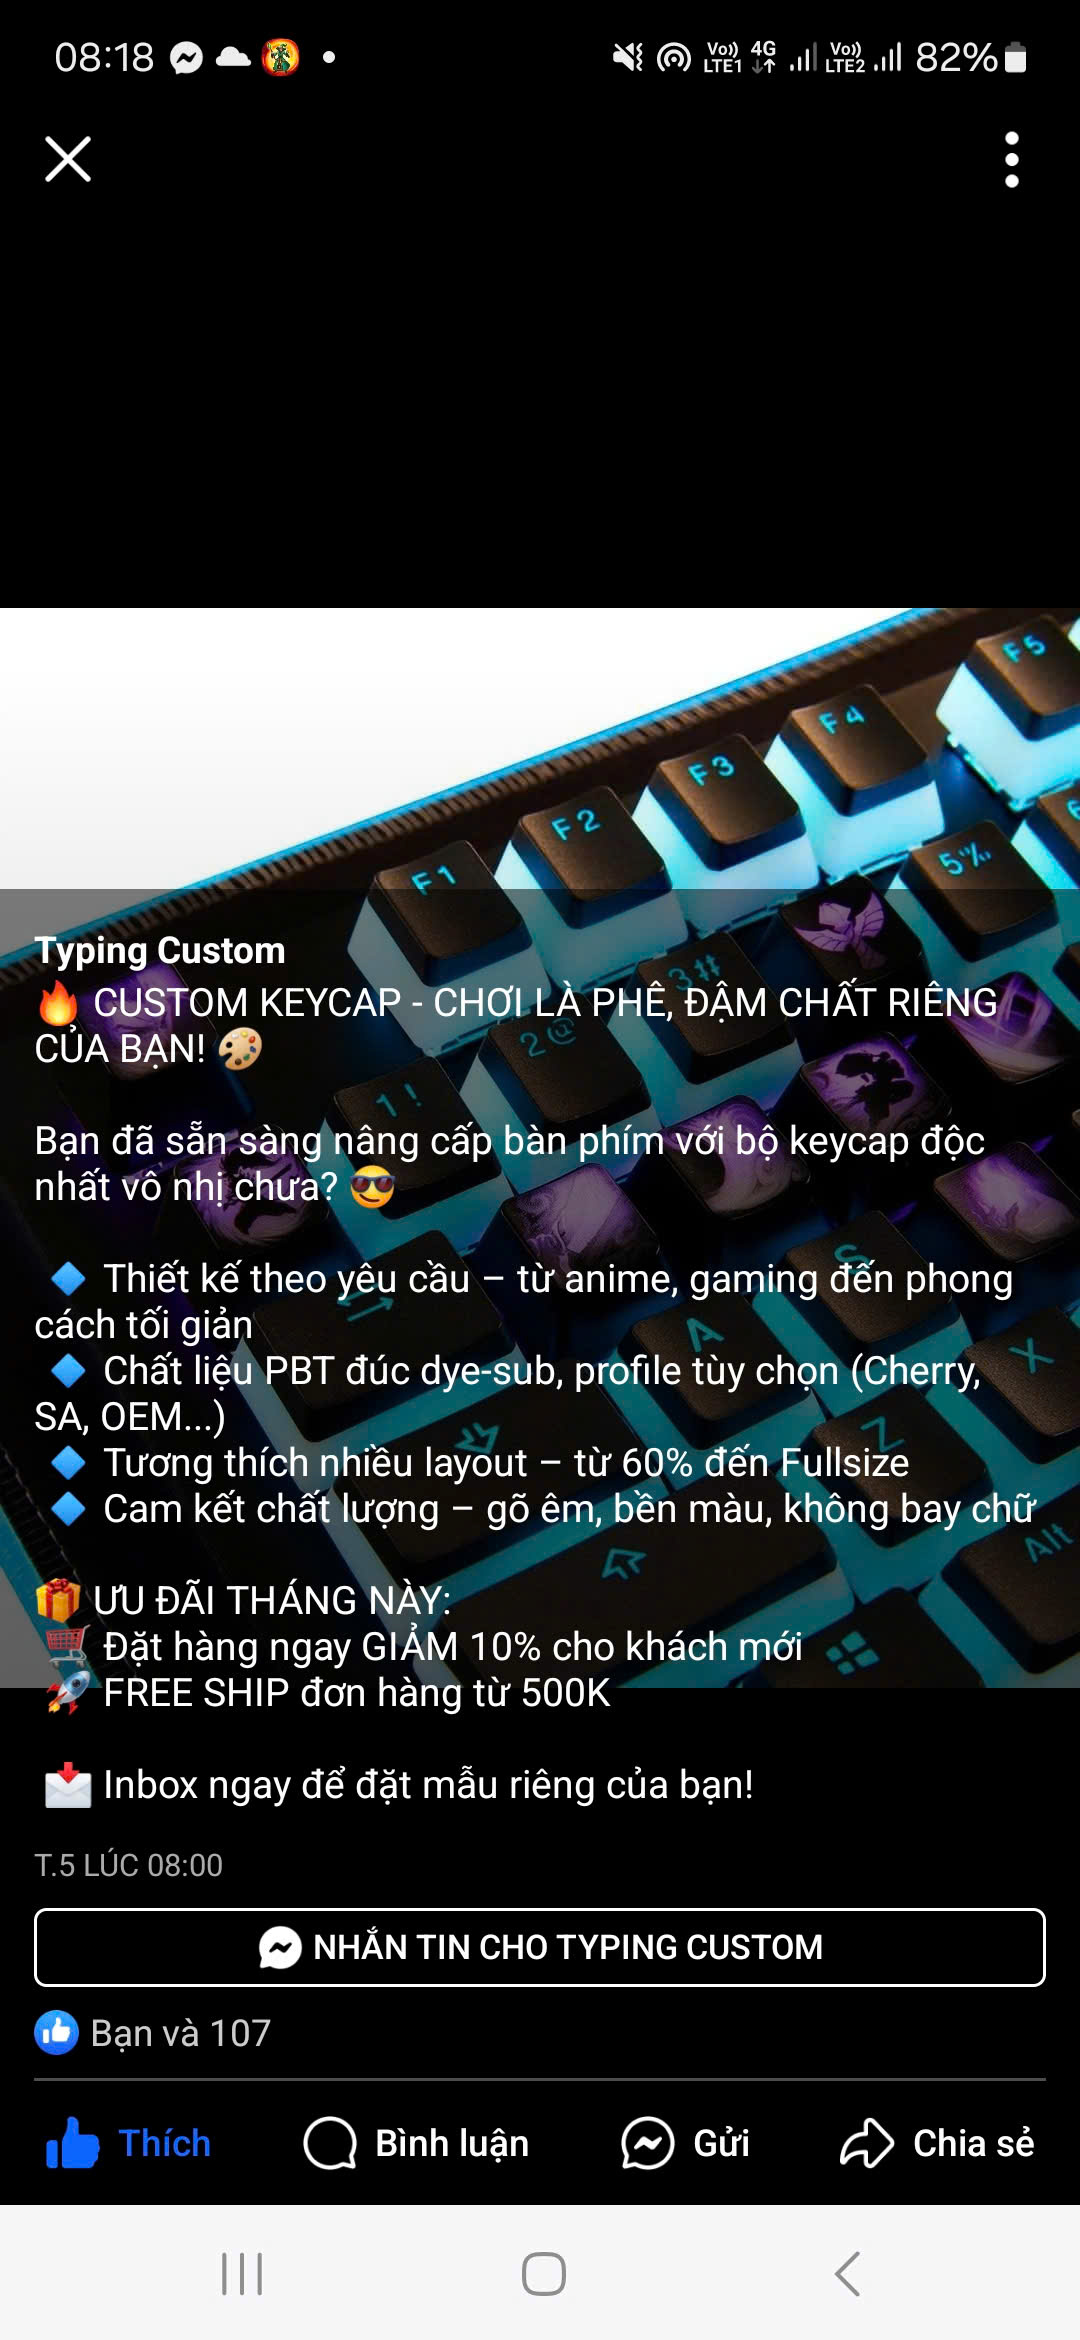 08:18
Vo)) LTE1 4G Vo)) LTE2 82%
F5
F4
F3
F2
F1
5%
3#
2@
1!
Typing Custom
🔥 CUSTOM KEYCAP - CHƠI LÀ PHÊ, ĐẬM CHẤT RIÊNG
CỦA BẠN! 🎨
Bạn đã sẵn sàng nâng cấp bàn phím với bộ keycap độc
nhất vô nhị chưa? 😎
🔹 Thiết kế theo yêu cầu – từ anime, gaming đến phong
cách tối giản
🔹 Chất liệu PBT đúc dye-sub, profile tùy chọn (Cherry,
SA, OEM...)
🔹 Tương thích nhiều layout – từ 60% đến Fullsize
🔹 Cam kết chất lượng – gõ êm, bền màu, không bay chữ
S
A
X
Z
Alt
🎁 ƯU ĐÃI THÁNG NÀY:
🛒 Đặt hàng ngay GIẢM 10% cho khách mới
🚀 FREE SHIP đơn hàng từ 500K
📩 Inbox ngay để đặt mẫu riêng của bạn!
T.5 LÚC 08:00
NHẮN TIN CHO TYPING CUSTOM
Bạn và 107
Thích Bình luận Gửi Chia sẻ